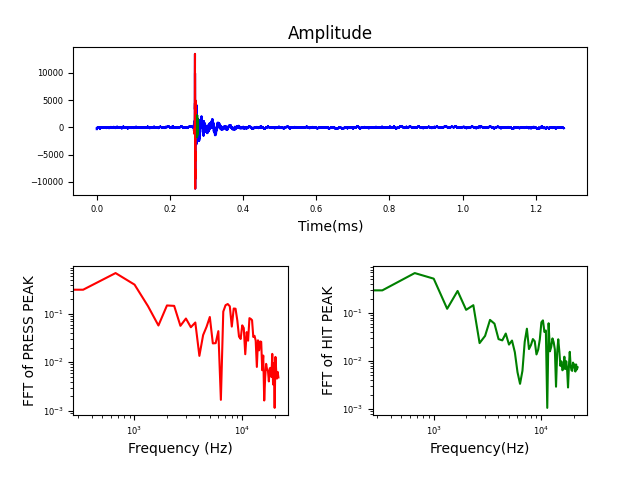 Amplitude
10000
5000
0
−5000
−10000
0.0 0.2 0.4 0.6 0.8 1.0 1.2
Time(ms)
FFT of PRESS PEAK
10⁻¹
10⁻²
10⁻³
10³ 10⁴
Frequency (Hz)
FFT of HIT PEAK
10⁻¹
10⁻²
10⁻³
10³ 10⁴
Frequency(Hz)